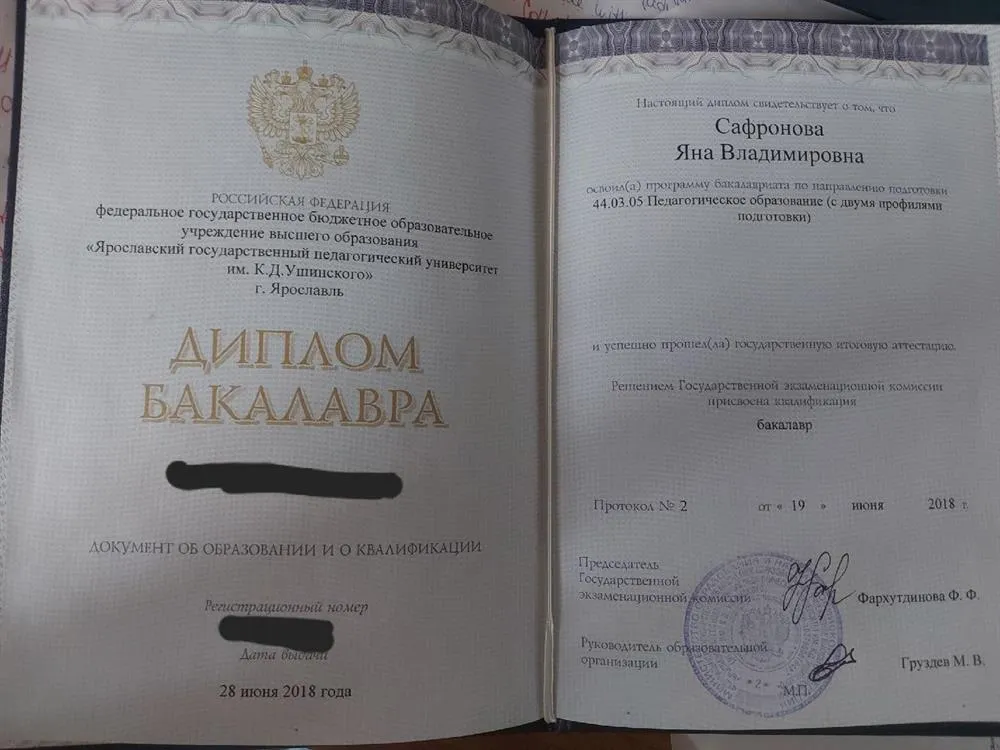 РОССИЙСКАЯ ФЕДЕРАЦИЯ
федеральное государственное бюджетное образовательное
учреждение высшего образования
«Ярославский государственный педагогический университет
им. К.Д.Ушинского»
г. Ярославль
ДИПЛОМ
БАКАЛАВРА
ДОКУМЕНТ ОБ ОБРАЗОВАНИИ И О КВАЛИФИКАЦИИ
Регистрационный номер
Дата выдачи
28 июня 2018 года
Настоящий диплом свидетельствует о том, что
Сафронова
Яна Владимировна
освоил(а) программу бакалавриата по направлению подготовки
44.03.05 Педагогическое образование (с двумя профилями
подготовки)
и успешно прошел(ла) государственную итоговую аттестацию.
Решением Государственной экзаменационной комиссии
присвоена квалификация
бакалавр
Протокол № 2 от « 19 » июня 2018 г.
Председатель
Государственной
экзаменационной комиссии Фархутдинова Ф. Ф.
Руководитель образовательной
организации Груздев М. В.
М.П.